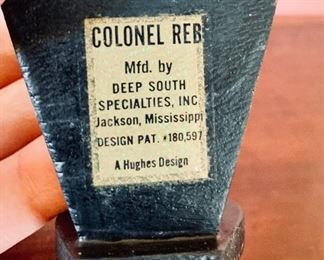 COLONEL REB
Mfd. by
DEEP SOUTH
SPECIALTIES, INC.
Jackson, Mississippi
DESIGN PAT. #180,597
A Hughes Design